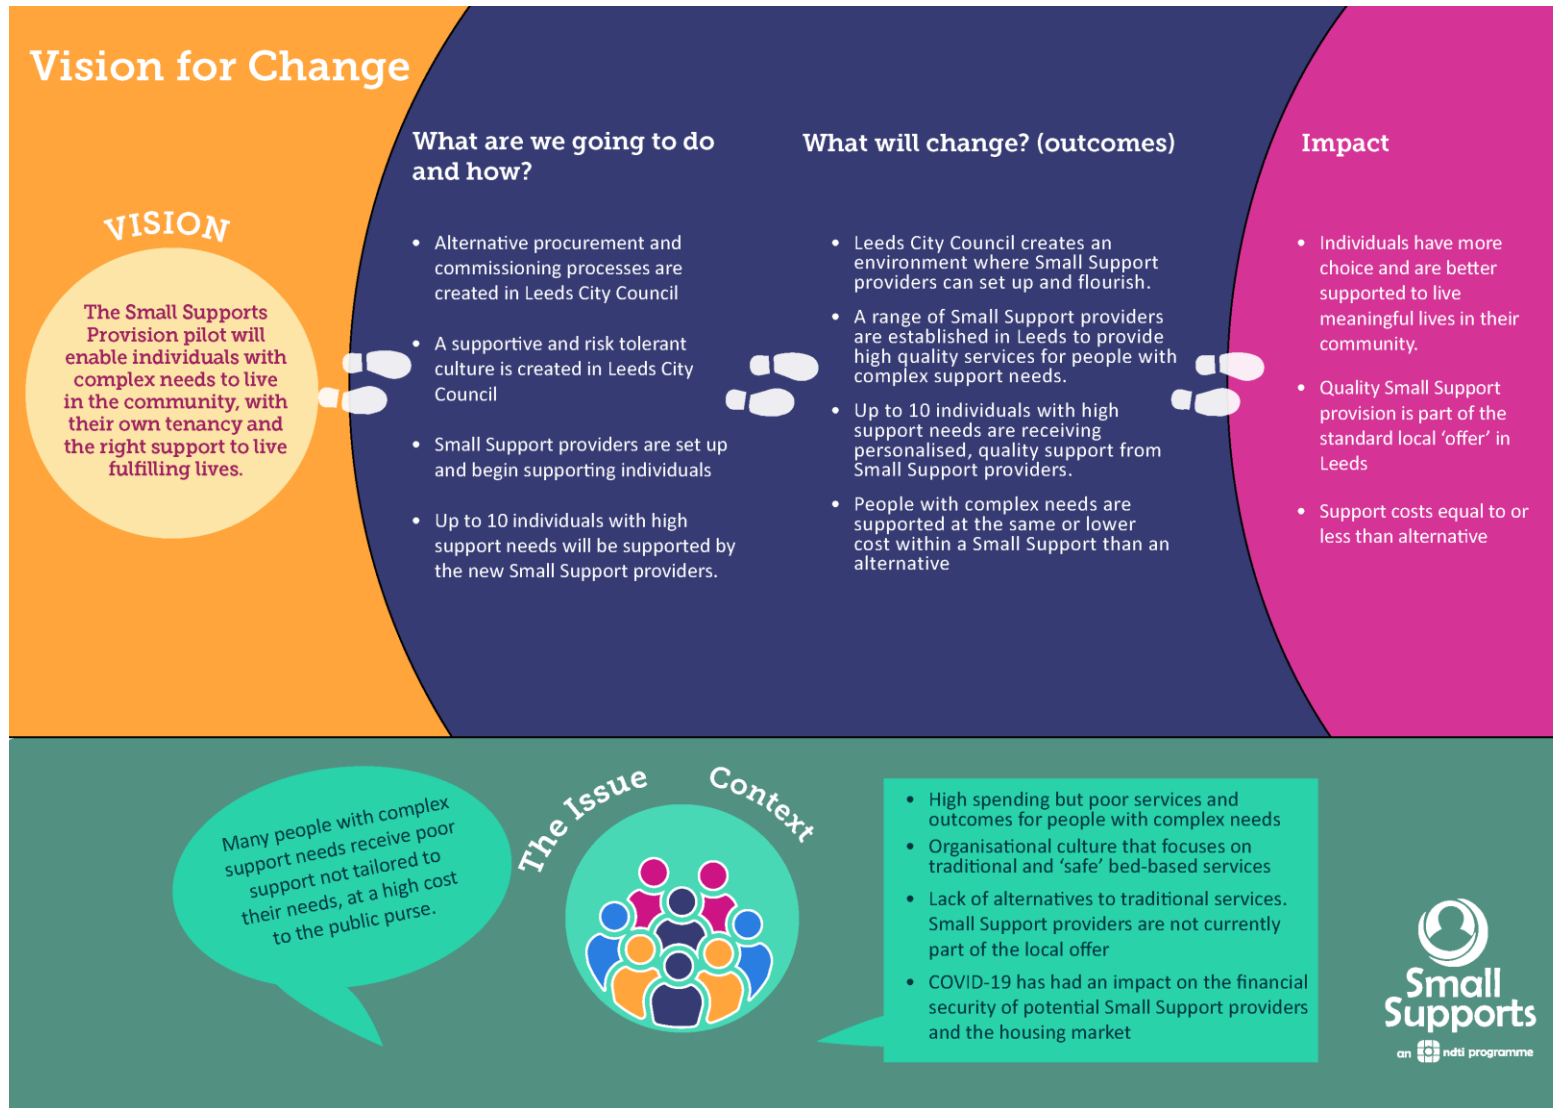 Vision for Change
VISION
The Small Supports
Provision pilot will
enable individuals with
complex needs to live
in the community, with
their own tenancy and
the right support to live
fulfilling lives.
What are we going to do
and how?
• Alternative procurement and
commissioning processes are
created in Leeds City Council
• A supportive and risk tolerant
culture is created in Leeds City
Council
• Small Support providers are set up
and begin supporting individuals
• Up to 10 individuals with high
support needs will be supported by
the new Small Support providers.
What will change? (outcomes)
• Leeds City Council creates an
environment where Small Support
providers can set up and flourish.
• A range of Small Support providers
are established in Leeds to provide
high quality services for people with
complex support needs.
• Up to 10 individuals with high
support needs are receiving
personalised, quality support from
Small Support providers.
• People with complex needs are
supported at the same or lower
cost within a Small Support than an
alternative
Impact
• Individuals have more
choice and are better
supported to live
meaningful lives in their
community.
• Quality Small Support
provision is part of the
standard local ‘offer’ in
Leeds
• Support costs equal to or
less than alternative
Many people with complex
support needs receive poor
support not tailored to
their needs, at a high cost
to the public purse.
The Issue
Context
• High spending but poor services and
outcomes for people with complex needs
• Organisational culture that focuses on
traditional and ‘safe’ bed-based services
• Lack of alternatives to traditional services.
Small Support providers are not currently
part of the local offer
• COVID-19 has had an impact on the financial
security of potential Small Support providers
and the housing market
Small
Supports
an ndti programme